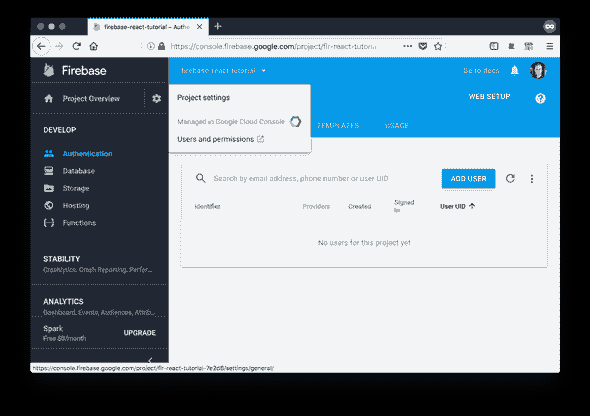 firebase-react-tutorial – Authe
https://console.firebase.google.com/project/fir-react-tutoria
Firebase
firebase-react-tutorial
Go to docs
Project Overview
Project settings
WEB SETUP
Managed in Google Cloud Console
DEVELOP
Users and permissions
TEMPLATES
USAGE
Authentication
Database
Storage
Hosting
Functions
Search by email address, phone number or user UID
ADD USER
Identifier
Providers
Created
Signed In
User UID
No users for this project yet
STABILITY
Crashlytics, Crash Reporting, Perfor...
ANALYTICS
Dashboard, Events, Audiences, Attrib...
Spark
Free $0/month
UPGRADE
https://console.firebase.google.com/project/fir-react-tutorial-7e2d8/settings/general/